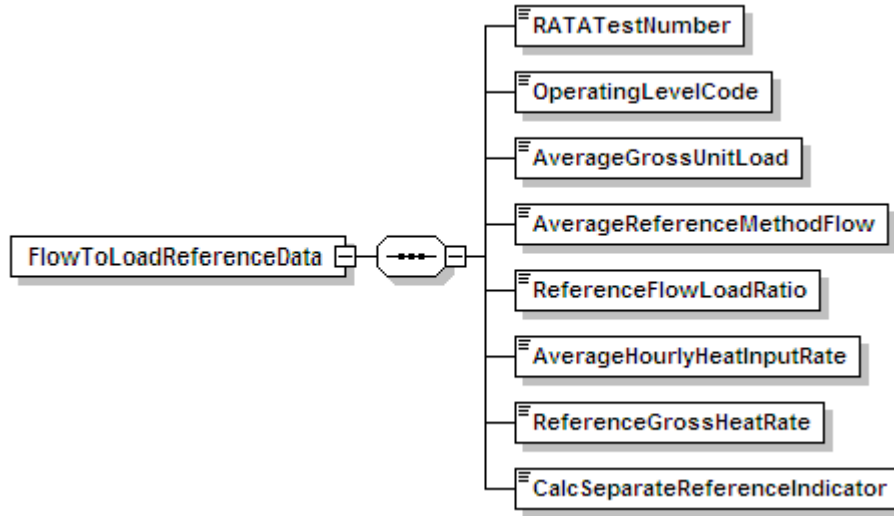 RATATestNumber
OperatingLevelCode
AverageGrossUnitLoad
AverageReferenceMethodFlow
FlowToLoadReferenceData
ReferenceFlowLoadRatio
AverageHourlyHeatInputRate
ReferenceGrossHeatRate
CalcSeparateReferenceIndicator